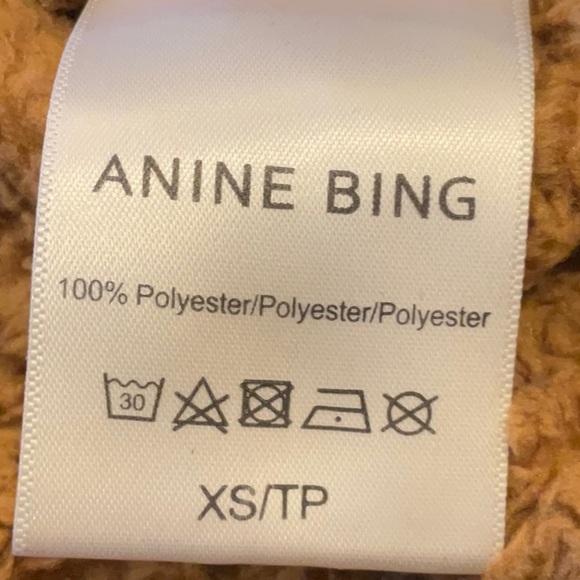 ANINE BING
100% Polyester/Polyester/Polyester
30
XS/TP